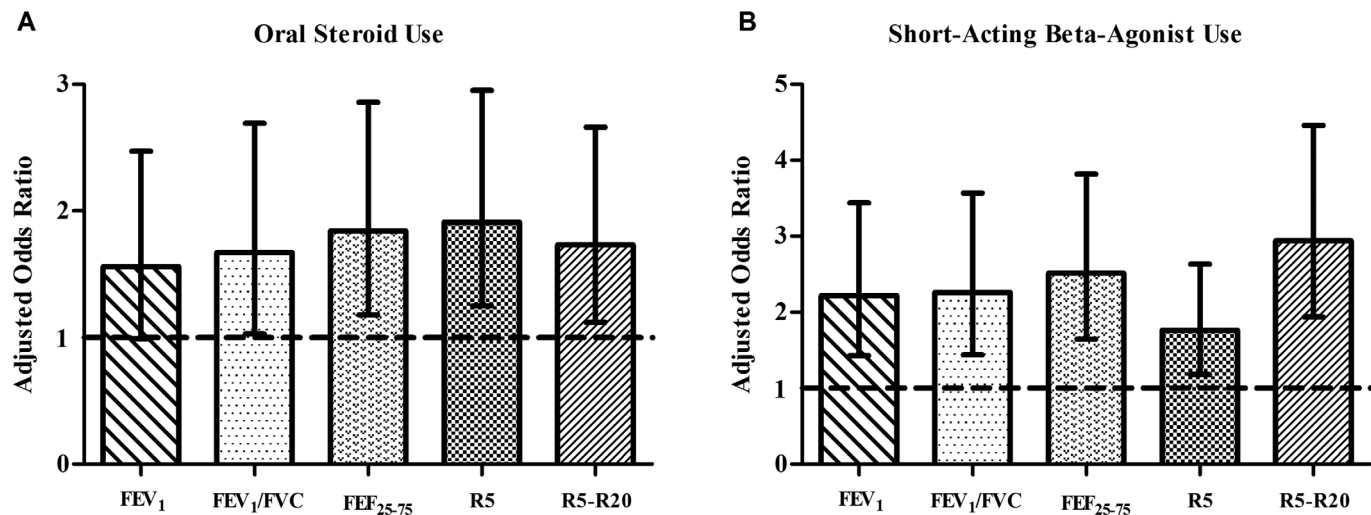 A
Oral Steroid Use
Adjusted Odds Ratio
3
2
1
0
FEV1
FEV1/FVC
FEF25-75
R5
R5-R20
B
Short-Acting Beta-Agonist Use
Adjusted Odds Ratio
5
4
3
2
1
0
FEV1
FEV1/FVC
FEF25-75
R5
R5-R20